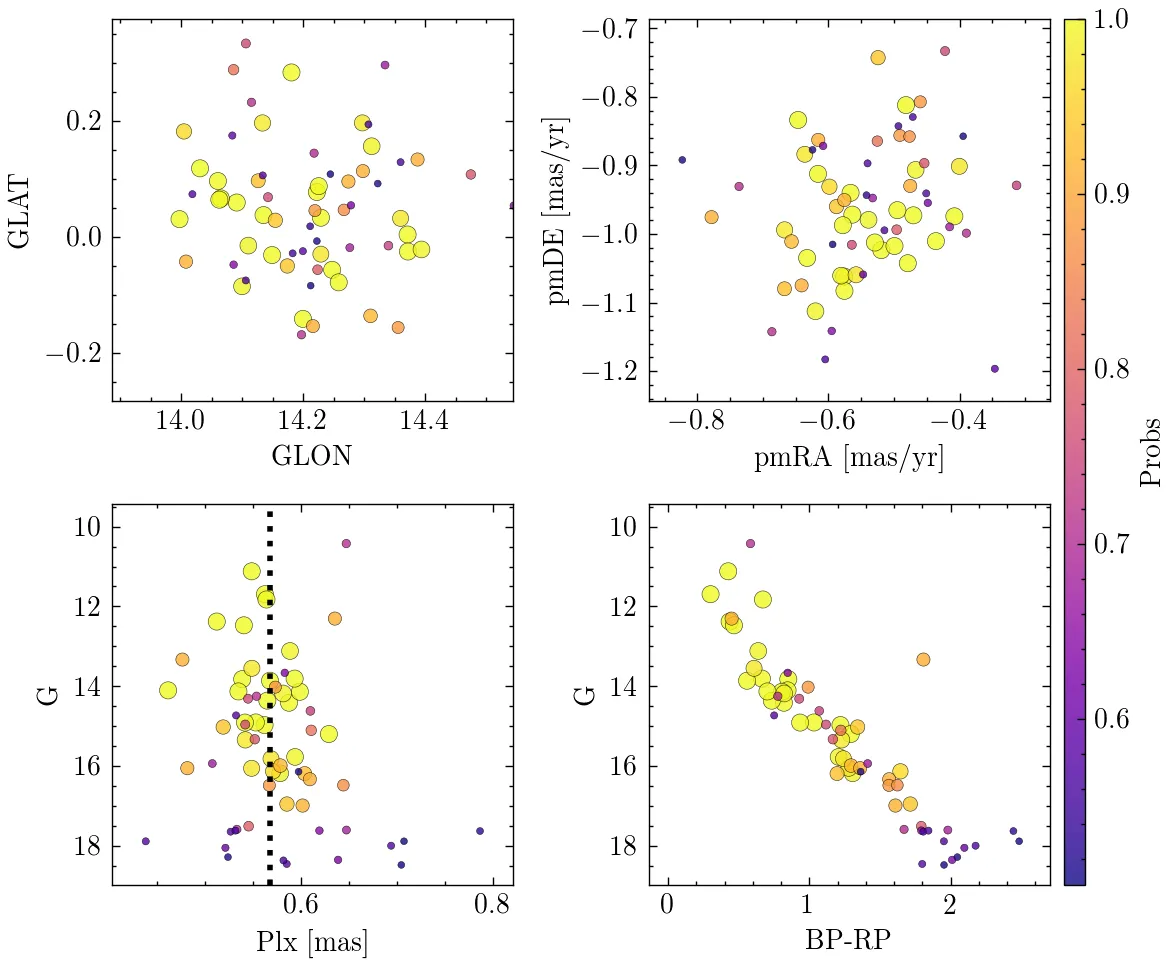 0.2
0.0
−0.2
GLAT
14.0 14.2 14.4
GLON
−0.7
−0.8
−0.9
−1.0
−1.1
−1.2
pmDE [mas/yr]
−0.8 −0.6 −0.4
pmRA [mas/yr]
10
12
14
16
18
G
0.6 0.8
Plx [mas]
10
12
14
16
18
G
0 1 2
BP-RP
1.0
0.9
0.8
0.7
0.6
Probs